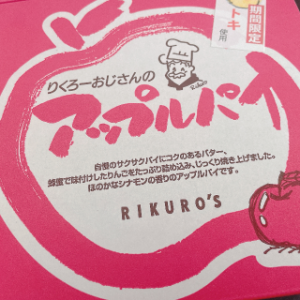 期間限定
トキ
使用
りくろーおじさんの
アップルパイ
自慢のサクサクパイにコクのあるバター、
蜂蜜で味付けしたりんごをたっぷり詰め込み、じっくり焼き上げました。
ほのかなシナモンの香りのアップルパイです。
RIKURO'S